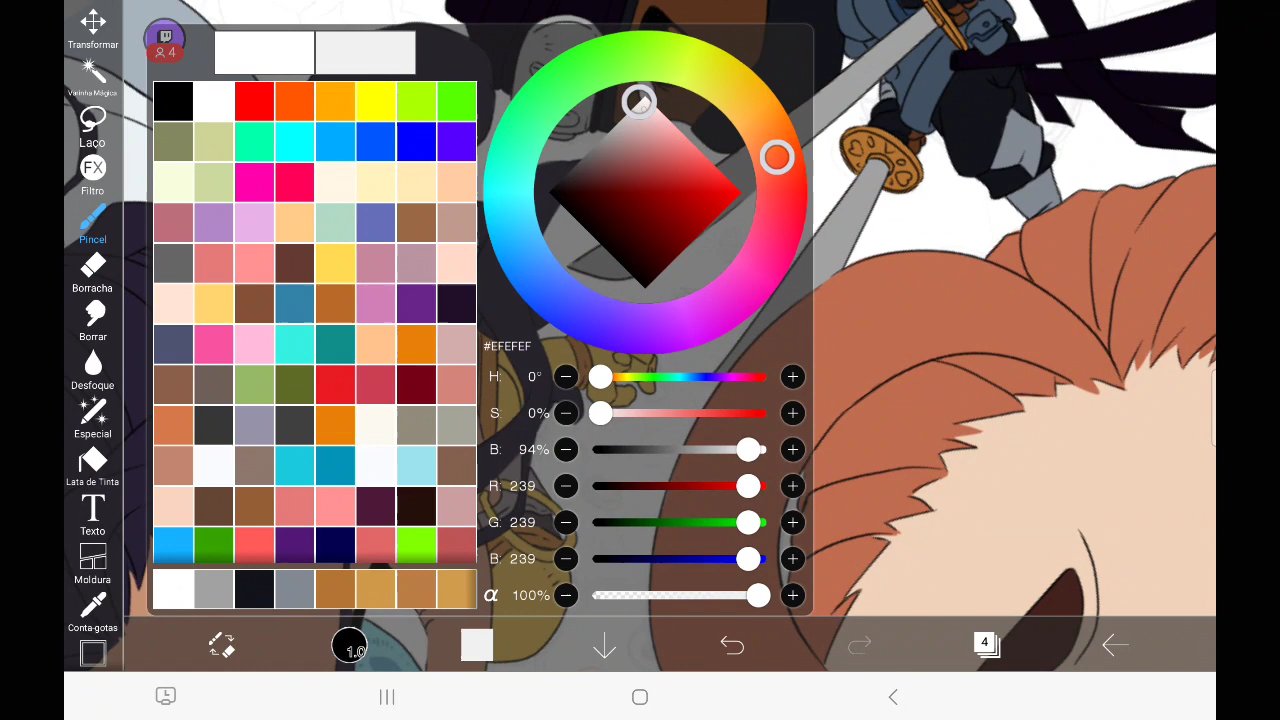 Transformar
Varinha Mágica
Laço
FX
Filtro
Pincel
Borracha
Borrar
Desfoque
Especial
Lata de Tinta
T
Texto
Moldura
Conta-gotas
4
#EFEFEF
H: 0°
S: 0%
B: 94%
R: 239
G: 239
B: 239
α 100%
1.0
4